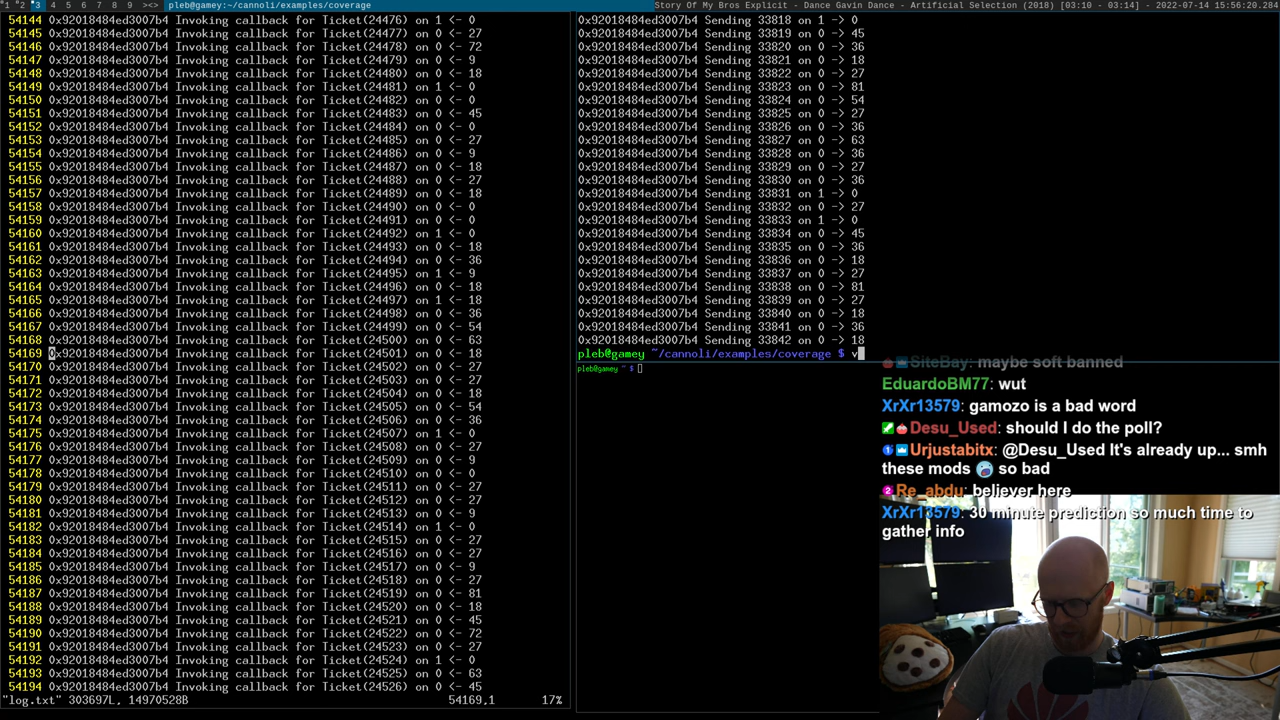 1 2 3 4 5 6 7 8 9 ><> pleb@gamey:~/cannoli/examples/coverage
Story Of My Bros Explicit - Dance Gavin Dance - Artificial Selection (2018) [03:10 - 03:14] - 2022-07-14 15:56:20.284
54144 0x92018484ed3007b4 Invoking callback for Ticket(24476) on 1 <- 0
54145 0x92018484ed3007b4 Invoking callback for Ticket(24477) on 0 <- 27
54146 0x92018484ed3007b4 Invoking callback for Ticket(24478) on 0 <- 72
54147 0x92018484ed3007b4 Invoking callback for Ticket(24479) on 0 <- 9
54148 0x92018484ed3007b4 Invoking callback for Ticket(24480) on 0 <- 18
54149 0x92018484ed3007b4 Invoking callback for Ticket(24481) on 1 <- 0
54150 0x92018484ed3007b4 Invoking callback for Ticket(24482) on 0 <- 0
54151 0x92018484ed3007b4 Invoking callback for Ticket(24483) on 0 <- 45
54152 0x92018484ed3007b4 Invoking callback for Ticket(24484) on 0 <- 0
54153 0x92018484ed3007b4 Invoking callback for Ticket(24485) on 0 <- 27
54154 0x92018484ed3007b4 Invoking callback for Ticket(24486) on 0 <- 9
54155 0x92018484ed3007b4 Invoking callback for Ticket(24487) on 0 <- 18
54156 0x92018484ed3007b4 Invoking callback for Ticket(24488) on 0 <- 27
54157 0x92018484ed3007b4 Invoking callback for Ticket(24489) on 0 <- 18
54158 0x92018484ed3007b4 Invoking callback for Ticket(24490) on 0 <- 0
54159 0x92018484ed3007b4 Invoking callback for Ticket(24491) on 0 <- 0
54160 0x92018484ed3007b4 Invoking callback for Ticket(24492) on 1 <- 0
54161 0x92018484ed3007b4 Invoking callback for Ticket(24493) on 0 <- 18
54162 0x92018484ed3007b4 Invoking callback for Ticket(24494) on 0 <- 36
54163 0x92018484ed3007b4 Invoking callback for Ticket(24495) on 1 <- 9
54164 0x92018484ed3007b4 Invoking callback for Ticket(24496) on 0 <- 18
54165 0x92018484ed3007b4 Invoking callback for Ticket(24497) on 1 <- 18
54166 0x92018484ed3007b4 Invoking callback for Ticket(24498) on 0 <- 36
54167 0x92018484ed3007b4 Invoking callback for Ticket(24499) on 0 <- 54
54168 0x92018484ed3007b4 Invoking callback for Ticket(24500) on 0 <- 63
54169 0x92018484ed3007b4 Invoking callback for Ticket(24501) on 0 <- 18
54170 0x92018484ed3007b4 Invoking callback for Ticket(24502) on 0 <- 27
54171 0x92018484ed3007b4 Invoking callback for Ticket(24503) on 0 <- 27
54172 0x92018484ed3007b4 Invoking callback for Ticket(24504) on 0 <- 18
54173 0x92018484ed3007b4 Invoking callback for Ticket(24505) on 0 <- 54
54174 0x92018484ed3007b4 Invoking callback for Ticket(24506) on 0 <- 36
54175 0x92018484ed3007b4 Invoking callback for Ticket(24507) on 1 <- 0
54176 0x92018484ed3007b4 Invoking callback for Ticket(24508) on 0 <- 27
54177 0x92018484ed3007b4 Invoking callback for Ticket(24509) on 0 <- 9
54178 0x92018484ed3007b4 Invoking callback for Ticket(24510) on 0 <- 0
54179 0x92018484ed3007b4 Invoking callback for Ticket(24511) on 0 <- 27
54180 0x92018484ed3007b4 Invoking callback for Ticket(24512) on 0 <- 27
54181 0x92018484ed3007b4 Invoking callback for Ticket(24513) on 0 <- 9
54182 0x92018484ed3007b4 Invoking callback for Ticket(24514) on 1 <- 0
54183 0x92018484ed3007b4 Invoking callback for Ticket(24515) on 0 <- 27
54184 0x92018484ed3007b4 Invoking callback for Ticket(24516) on 0 <- 27
54185 0x92018484ed3007b4 Invoking callback for Ticket(24517) on 0 <- 9
54186 0x92018484ed3007b4 Invoking callback for Ticket(24518) on 0 <- 27
54187 0x92018484ed3007b4 Invoking callback for Ticket(24519) on 0 <- 81
54188 0x92018484ed3007b4 Invoking callback for Ticket(24520) on 0 <- 18
54189 0x92018484ed3007b4 Invoking callback for Ticket(24521) on 0 <- 45
54190 0x92018484ed3007b4 Invoking callback for Ticket(24522) on 0 <- 72
54191 0x92018484ed3007b4 Invoking callback for Ticket(24523) on 0 <- 27
54192 0x92018484ed3007b4 Invoking callback for Ticket(24524) on 1 <- 0
54193 0x92018484ed3007b4 Invoking callback for Ticket(24525) on 0 <- 63
54194 0x92018484ed3007b4 Invoking callback for Ticket(24526) on 0 <- 45
"log.txt" 303697L, 14970528B 54169,1 17%
0x92018484ed3007b4 Sending 33818 on 1 -> 0
0x92018484ed3007b4 Sending 33819 on 0 -> 45
0x92018484ed3007b4 Sending 33820 on 0 -> 36
0x92018484ed3007b4 Sending 33821 on 0 -> 18
0x92018484ed3007b4 Sending 33822 on 0 -> 27
0x92018484ed3007b4 Sending 33823 on 0 -> 81
0x92018484ed3007b4 Sending 33824 on 0 -> 54
0x92018484ed3007b4 Sending 33825 on 0 -> 27
0x92018484ed3007b4 Sending 33826 on 0 -> 36
0x92018484ed3007b4 Sending 33827 on 0 -> 63
0x92018484ed3007b4 Sending 33828 on 0 -> 36
0x92018484ed3007b4 Sending 33829 on 0 -> 27
0x92018484ed3007b4 Sending 33830 on 0 -> 36
0x92018484ed3007b4 Sending 33831 on 1 -> 0
0x92018484ed3007b4 Sending 33832 on 0 -> 27
0x92018484ed3007b4 Sending 33833 on 1 -> 0
0x92018484ed3007b4 Sending 33834 on 0 -> 45
0x92018484ed3007b4 Sending 33835 on 0 -> 36
0x92018484ed3007b4 Sending 33836 on 0 -> 18
0x92018484ed3007b4 Sending 33837 on 0 -> 27
0x92018484ed3007b4 Sending 33838 on 0 -> 81
0x92018484ed3007b4 Sending 33839 on 0 -> 27
0x92018484ed3007b4 Sending 33840 on 0 -> 18
0x92018484ed3007b4 Sending 33841 on 0 -> 36
0x92018484ed3007b4 Sending 33842 on 0 -> 18
pleb@gamey ~/cannoli/examples/coverage $ v
pleb@gamey ~ $
SiteBay: maybe soft banned
EduardoBM77: wut
XrXr13579: gamozo is a bad word
Desu_Used: should I do the poll?
Urjustabitx: @Desu_Used It's already up... smh
these mods so bad
Re_abdu: believer here
XrXr13579: 30 minute prediction so much time to
gather info